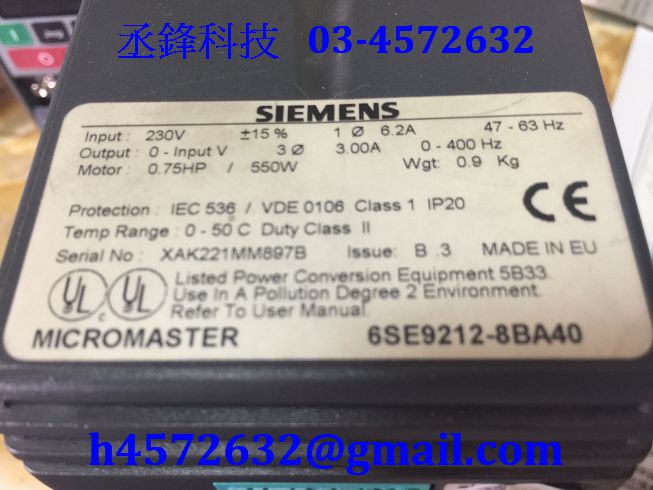 丞鋒科技 03-4572632
SIEMENS
Input : 230V ±15 % 1 Ø 6.2A 47 - 63 Hz
Output : 0 - Input V 3 Ø 3.00A 0 - 400 Hz
Motor : 0.75HP / 550W Wgt: 0.9 Kg
Protection : IEC 536 / VDE 0106 Class 1 IP20
CE
Temp Range : 0 - 50 C Duty Class II
Serial No : XAK221MM897B Issue: B .3 MADE IN EU
UL UL Listed Power Conversion Equipment 5B33.
Use In A Pollution Degree 2 Environment.
Refer To User Manual.
MICROMASTER 6SE9212-8BA40
h4572632@gmail.com